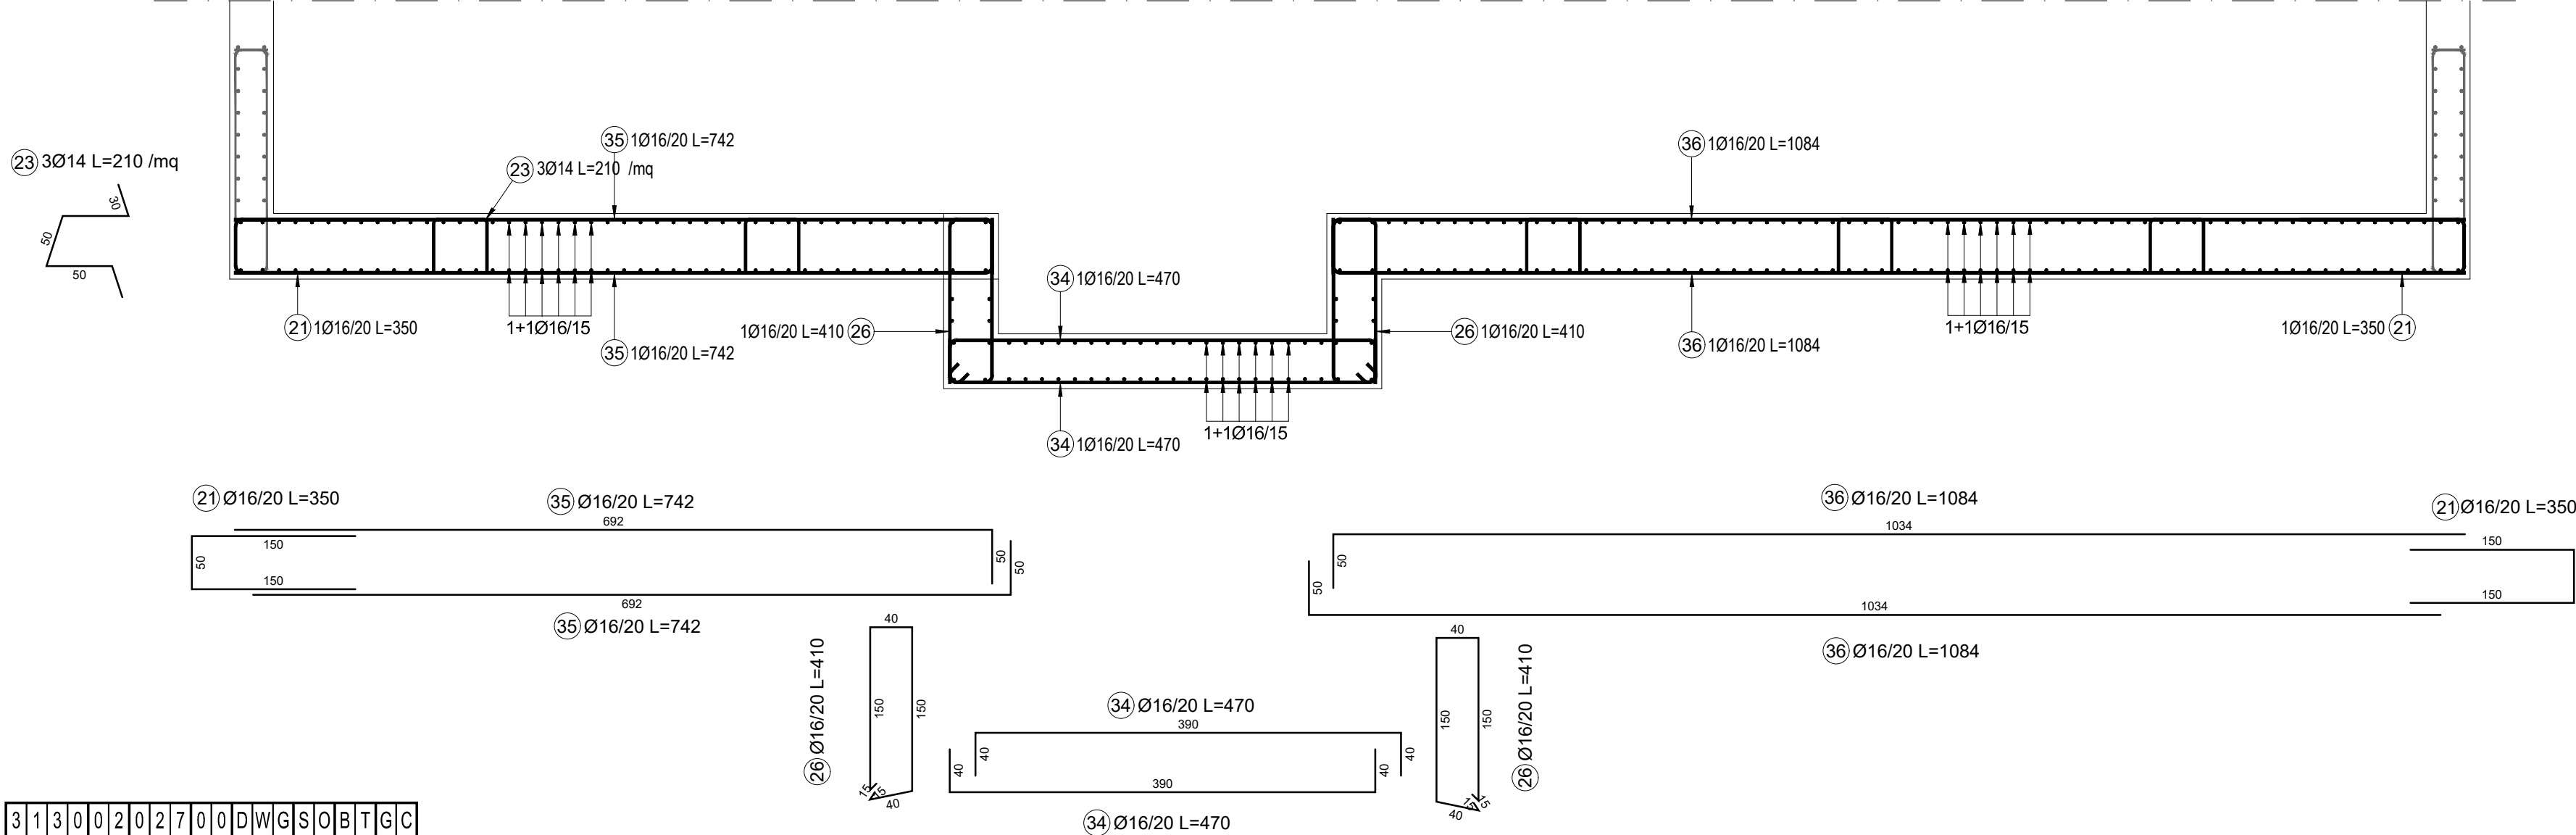 35 1Ø16/20 L=742
36 1Ø16/20 L=1084
23 3Ø14 L=210 /mq
23 3Ø14 L=210 /mq
30
50
50
34 1Ø16/20 L=470
21 1Ø16/20 L=350
1+1Ø16/15
35 1Ø16/20 L=742
1Ø16/20 L=410 26
26 1Ø16/20 L=410
36 1Ø16/20 L=1084
1+1Ø16/15
1Ø16/20 L=350 21
34 1Ø16/20 L=470
1+1Ø16/15
21 Ø16/20 L=350
35 Ø16/20 L=742
36 Ø16/20 L=1084
21 Ø16/20 L=350
692
1034
150
150
50
50
50
50
50
150
150
692
1034
35 Ø16/20 L=742
36 Ø16/20 L=1084
40
40
26 Ø16/20 L=410
150
150
150
150
26 Ø16/20 L=410
34 Ø16/20 L=470
390
40
40
40
40
390
15
15
40
15
15
40
34 Ø16/20 L=470
3130020270 0DWGSOBTGC